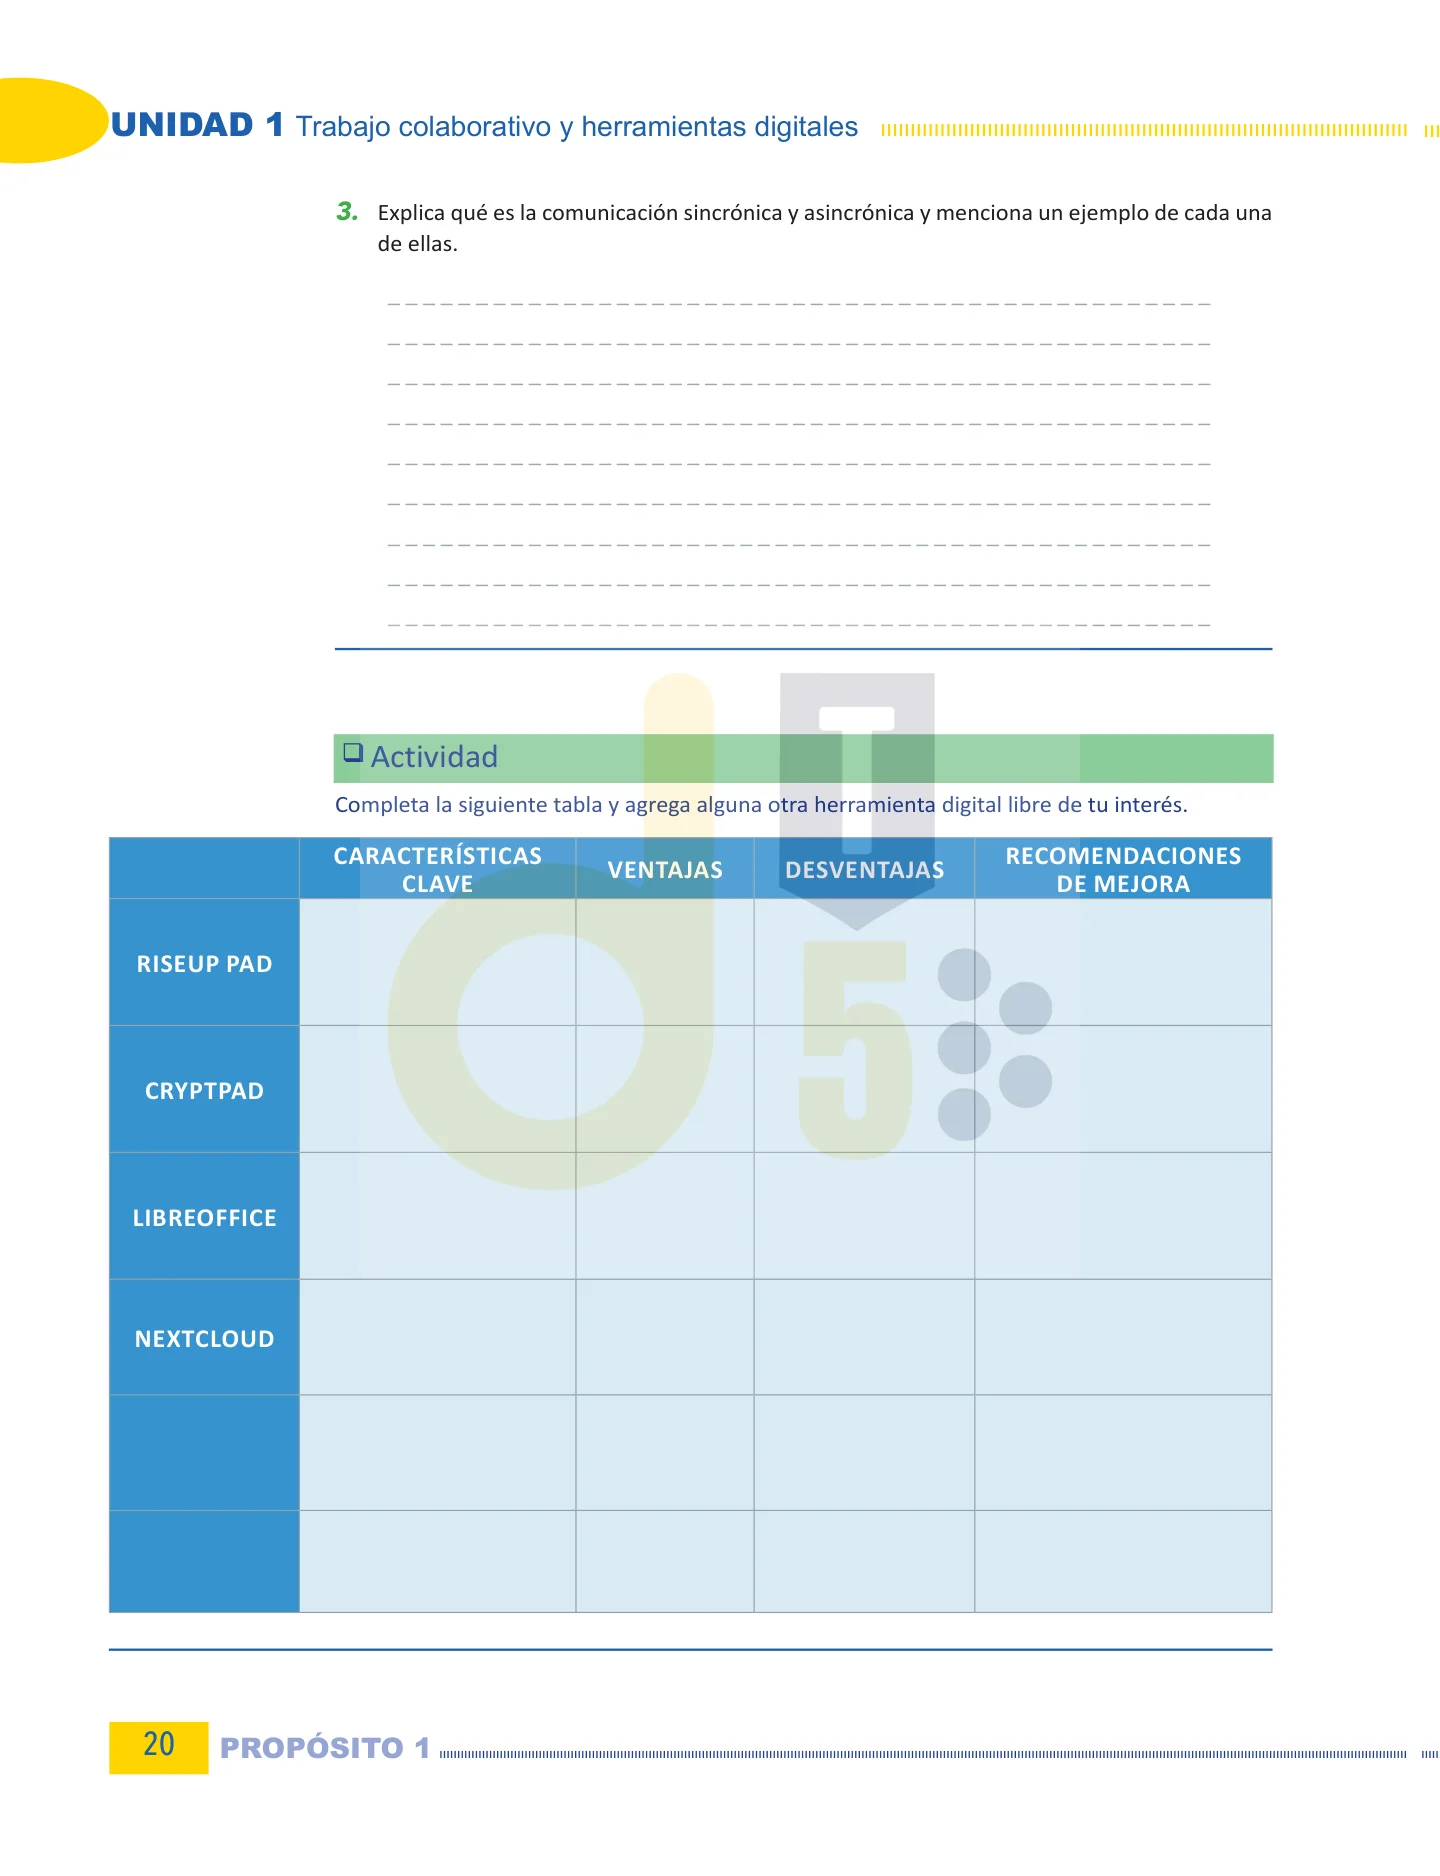 UNIDAD 1 Trabajo colaborativo y herramientas digitales
3. Explica qué es la comunicación sincrónica y asincrónica y menciona un ejemplo de cada una
de ellas.
❑ Actividad
Completa la siguiente tabla y agrega alguna otra herramienta digital libre de tu interés.
CARACTERÍSTICAS
CLAVE
VENTAJAS
DESVENTAJAS
RECOMENDACIONES
DE MEJORA
RISEUP PAD
CRYPTPAD
LIBREOFFICE
NEXTCLOUD
T
5
20
PROPÓSITO 1